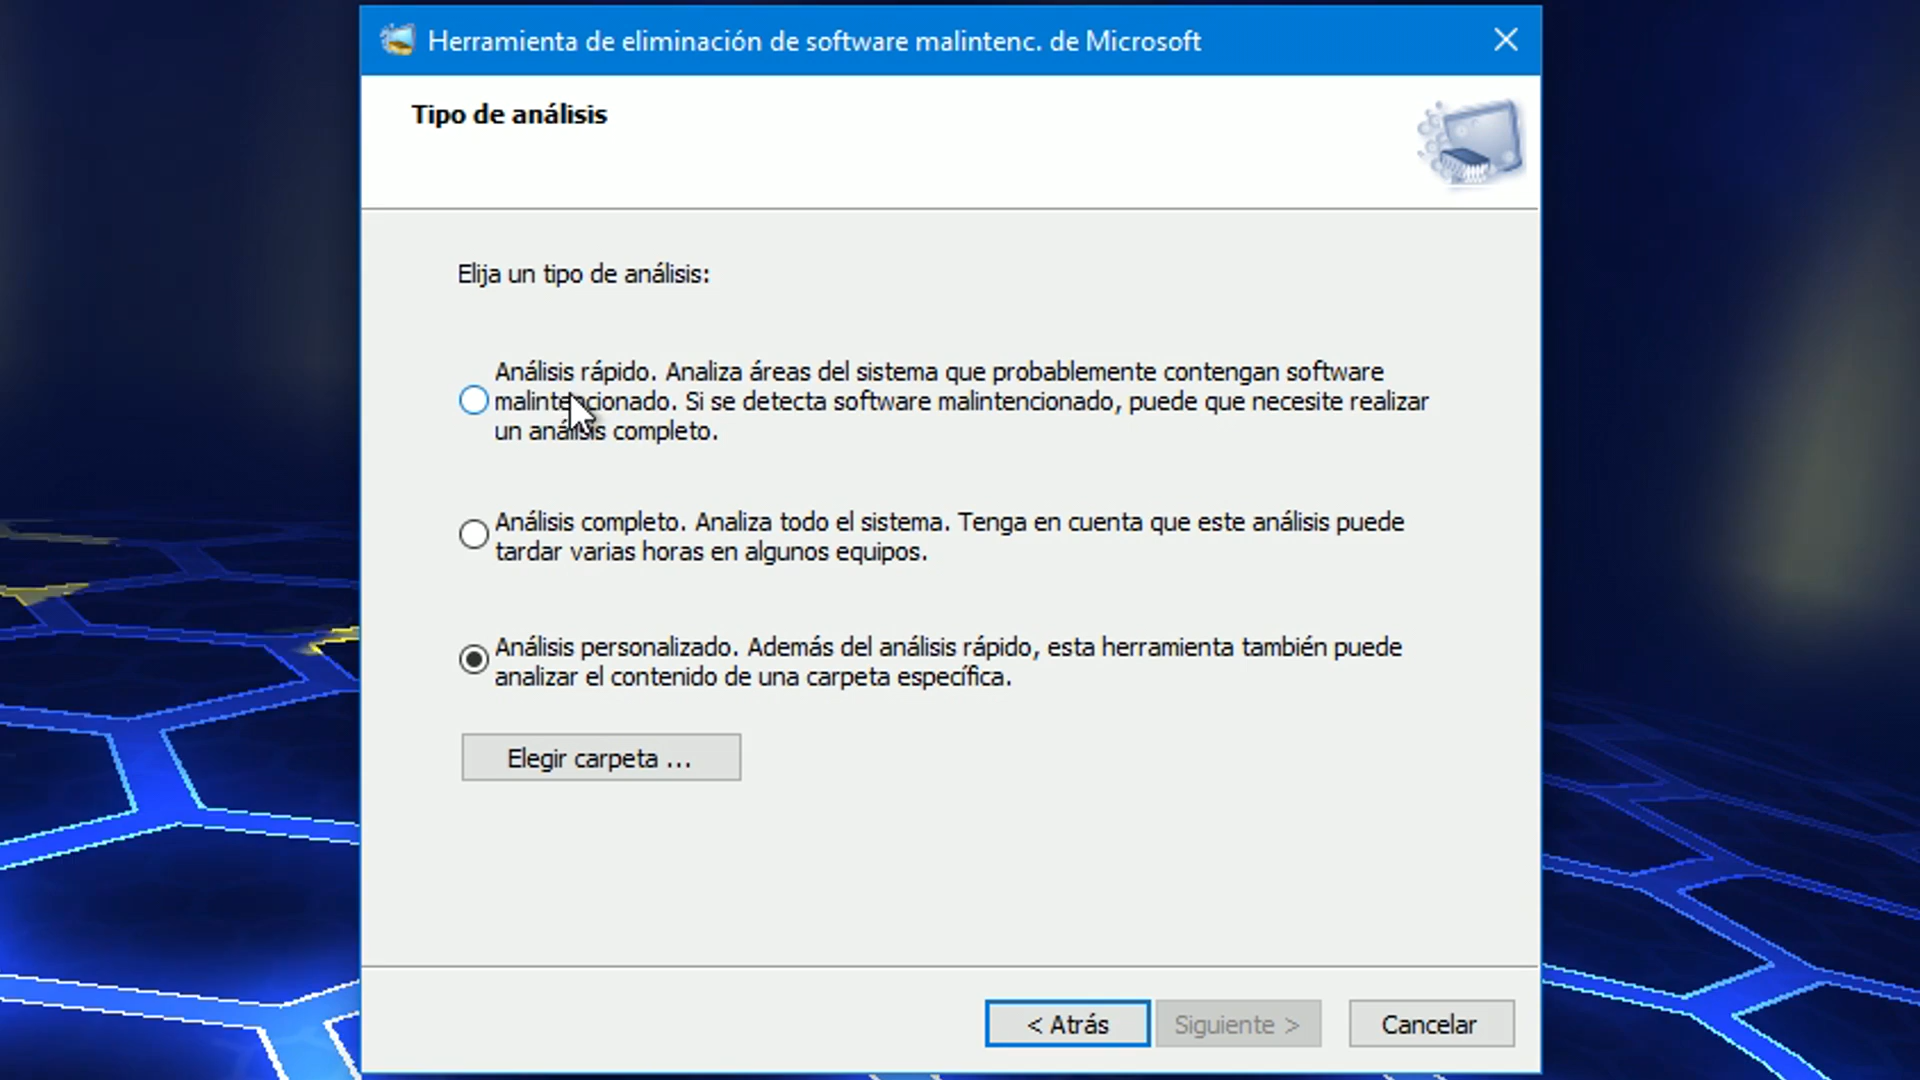 Herramienta de eliminación de software malintenc. de Microsoft
Tipo de análisis
Elija un tipo de análisis:
Análisis rápido. Analiza áreas del sistema que probablemente contengan software
malintencionado. Si se detecta software malintencionado, puede que necesite realizar
un análisis completo.
Análisis completo. Analiza todo el sistema. Tenga en cuenta que este análisis puede
tardar varias horas en algunos equipos.
Análisis personalizado. Además del análisis rápido, esta herramienta también puede
analizar el contenido de una carpeta específica.
Elegir carpeta ...
< Atrás
Siguiente >
Cancelar